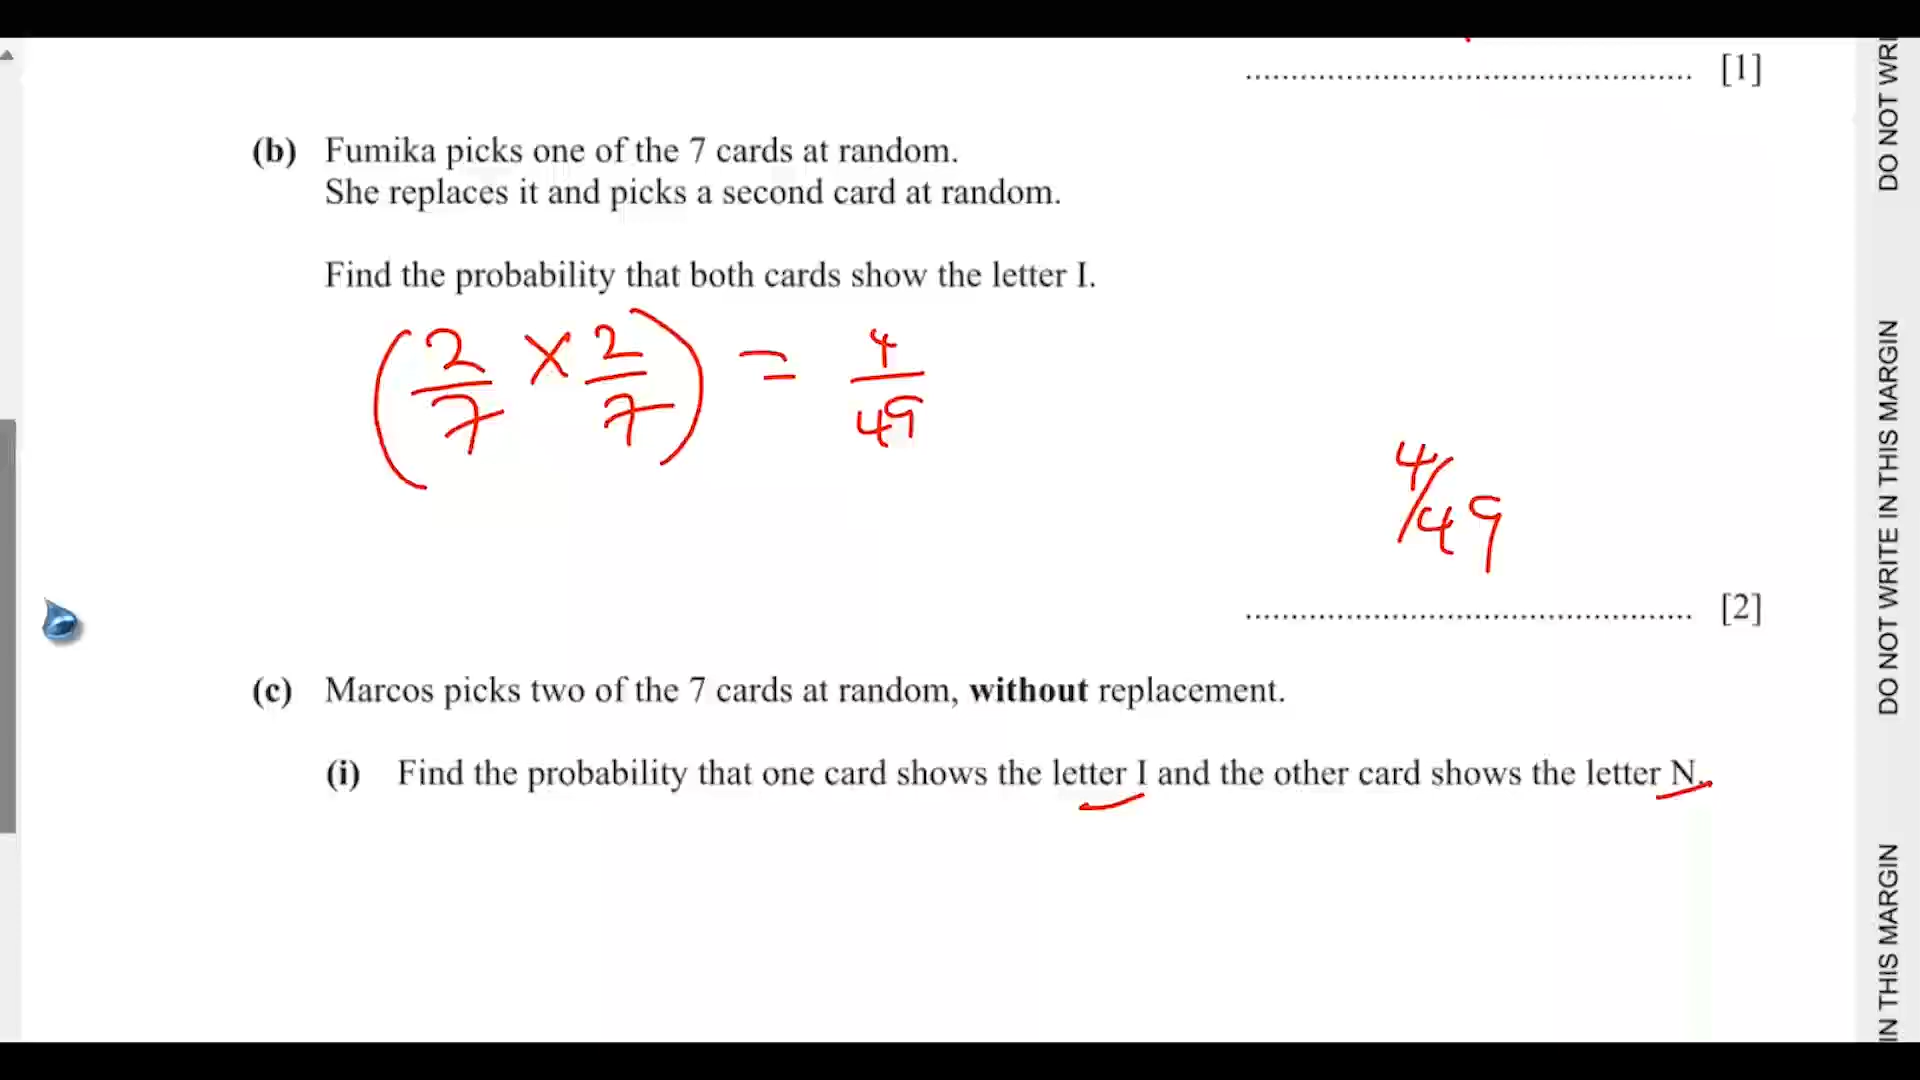 [1]
DO NOT WRI
(b) Fumika picks one of the 7 cards at random.
She replaces it and picks a second card at random.
Find the probability that both cards show the letter I.
(2/7 × 2/7) = 4/49
4/49
[2]
DO NOT WRITE IN THIS MARGIN
(c) Marcos picks two of the 7 cards at random, without replacement.
(i) Find the probability that one card shows the letter I and the other card shows the letter N.
IN THIS MARGIN